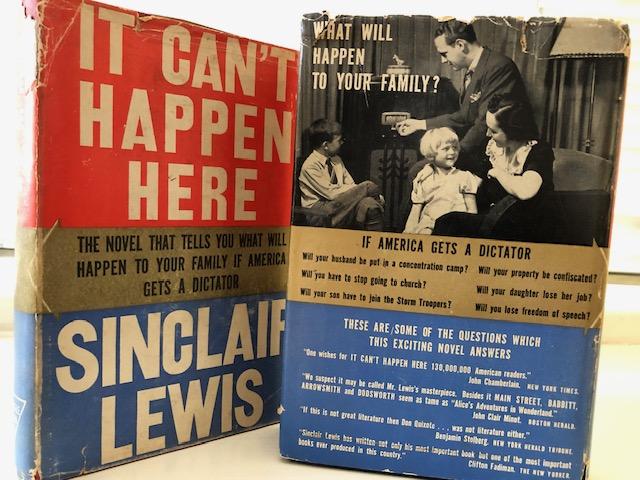 IT CAN'T
HAPPEN
HERE
THE NOVEL THAT TELLS YOU WHAT WILL
HAPPEN TO YOUR FAMILY IF AMERICA
GETS A DICTATOR
SINCLAIR
LEWIS
WHAT WILL
HAPPEN
TO YOUR FAMILY?
IF AMERICA GETS A DICTATOR
Will your husband be put in a concentration camp? Will your property be confiscated?
Will you have to stop going to church? Will your daughter lose her job?
Will your son have to join the Storm Troopers? Will you lose freedom of speech?
THESE ARE SOME OF THE QUESTIONS WHICH
THIS EXCITING NOVEL ANSWERS
"One wishes for IT CAN'T HAPPEN HERE 130,000,000 American readers."
John Chamberlain, NEW YORK TIMES.
"We suspect it may be called Mr. Lewis's masterpiece. Besides it MAIN STREET, BABBITT,
ARROWSMITH and DODSWORTH seem as tame as "Alice's Adventures in Wonderland."
John Clair Minot, BOSTON HERALD.
"If this is not great literature then Don Quixote . . . was not literature either."
Benjamin Stolberg, NEW YORK HERALD TRIBUNE.
"Sinclair Lewis has written not only his most important book but one of the most important
books ever produced in this country."
Clifton Fadiman, THE NEW YORKER.